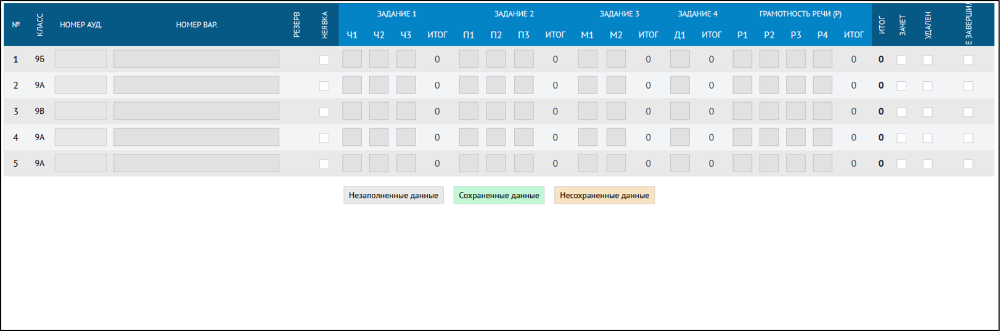 № КЛАСС НОМЕР АУД. НОМЕР ВАР. РЕЗЕРВ НЕЯВКА ЗАДАНИЕ 1 ЗАДАНИЕ 2 ЗАДАНИЕ 3 ЗАДАНИЕ 4 ГРАМОТНОСТЬ РЕЧИ (Р) ИТОГ ЗАЧЕТ УДАЛЕН Е ЗАВЕРШИЛ
Ч1 Ч2 Ч3 ИТОГ П1 П2 П3 ИТОГ М1 М2 ИТОГ Д1 ИТОГ Р1 Р2 Р3 Р4 ИТОГ
1 9Б 0 0 0 0 0 0
2 9А 0 0 0 0 0 0
3 9В 0 0 0 0 0 0
4 9А 0 0 0 0 0 0
5 9А 0 0 0 0 0 0
Незаполненные данные Сохраненные данные Несохраненные данные